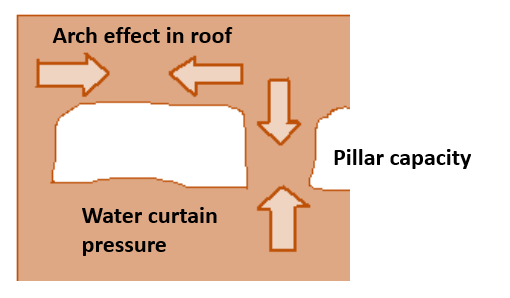 Arch effect in roof
Pillar capacity
Water curtain
pressure